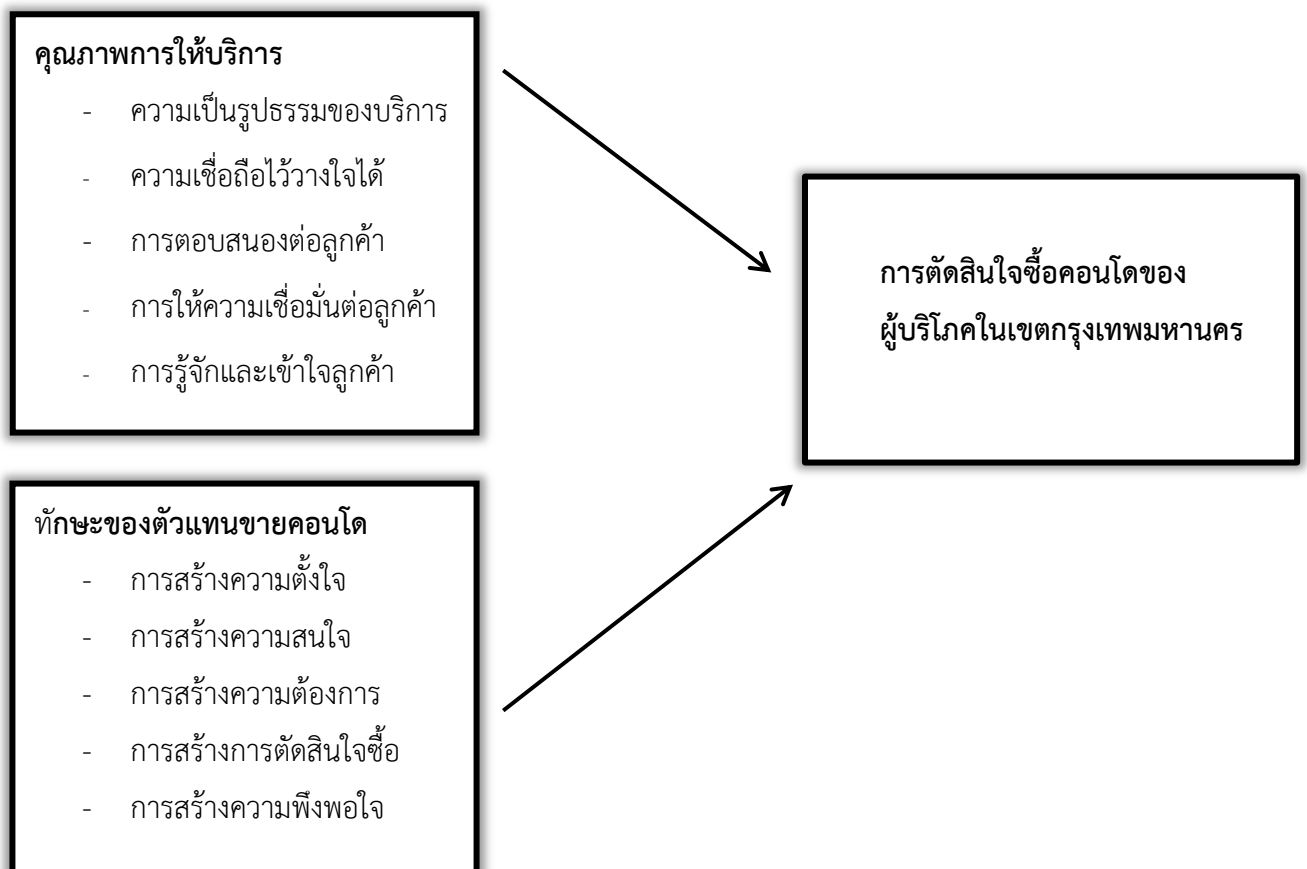 คุณภาพการให้บริการ
- ความเป็นรูปธรรมของบริการ
- ความเชื่อถือไว้วางใจได้
- การตอบสนองต่อลูกค้า
- การให้ความเชื่อมั่นต่อลูกค้า
- การรู้จักและเข้าใจลูกค้า
การตัดสินใจซื้อคอนโดของ
ผู้บริโภคในเขตกรุงเทพมหานคร
ทักษะของตัวแทนขายคอนโด
- การสร้างความตั้งใจ
- การสร้างความสนใจ
- การสร้างความต้องการ
- การสร้างการตัดสินใจซื้อ
- การสร้างความพึงพอใจ